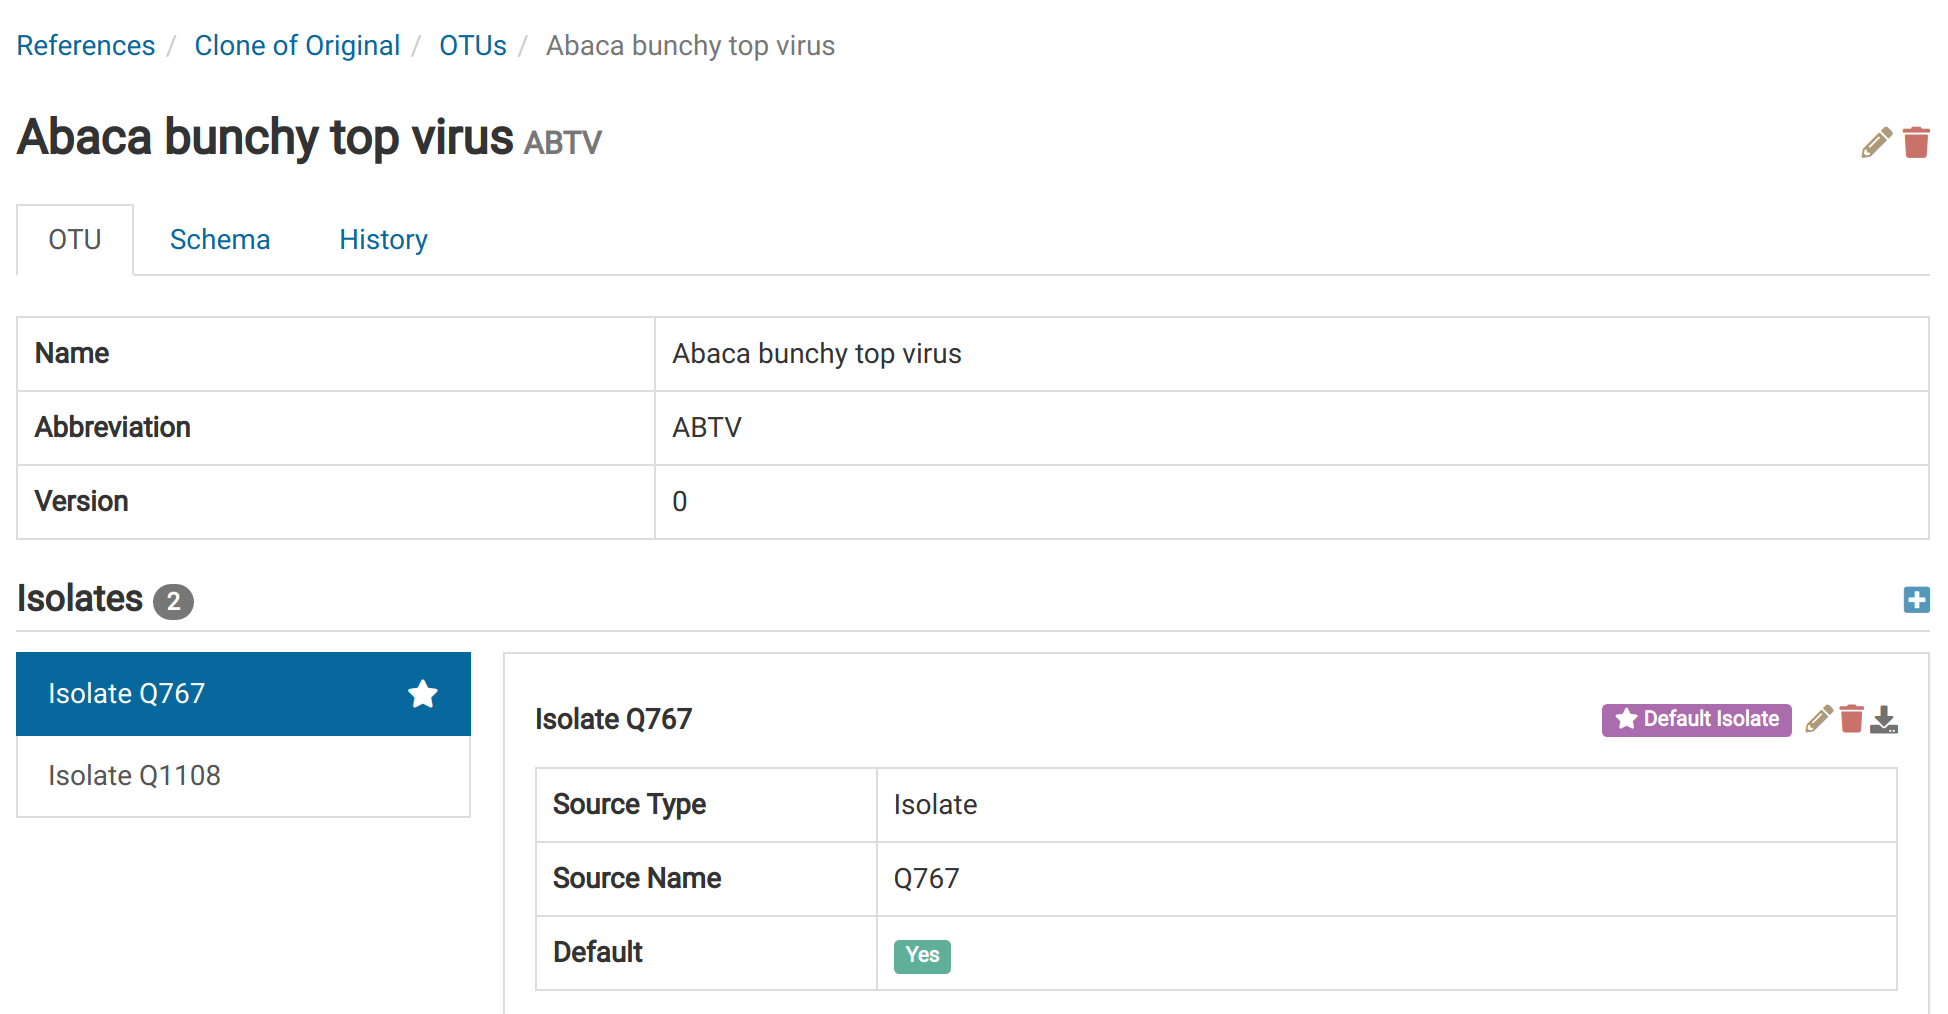 References / Clone of Original / OTUs / Abaca bunchy top virus
Abaca bunchy top virus ABTV
OTU Schema History
Name Abaca bunchy top virus
Abbreviation ABTV
Version 0
Isolates 2
Isolate Q767
Isolate Q1108
Isolate Q767 Default Isolate
Source Type Isolate
Source Name Q767
Default Yes